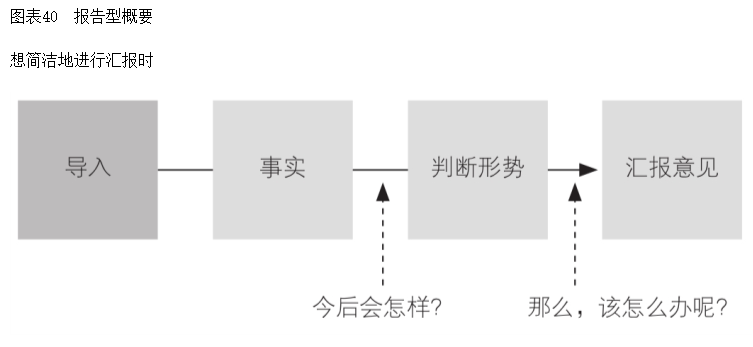 图表40　报告型概要
想简洁地进行汇报时
导入
事实
判断形势
汇报意见
今后会怎样？
那么，该怎么办呢？